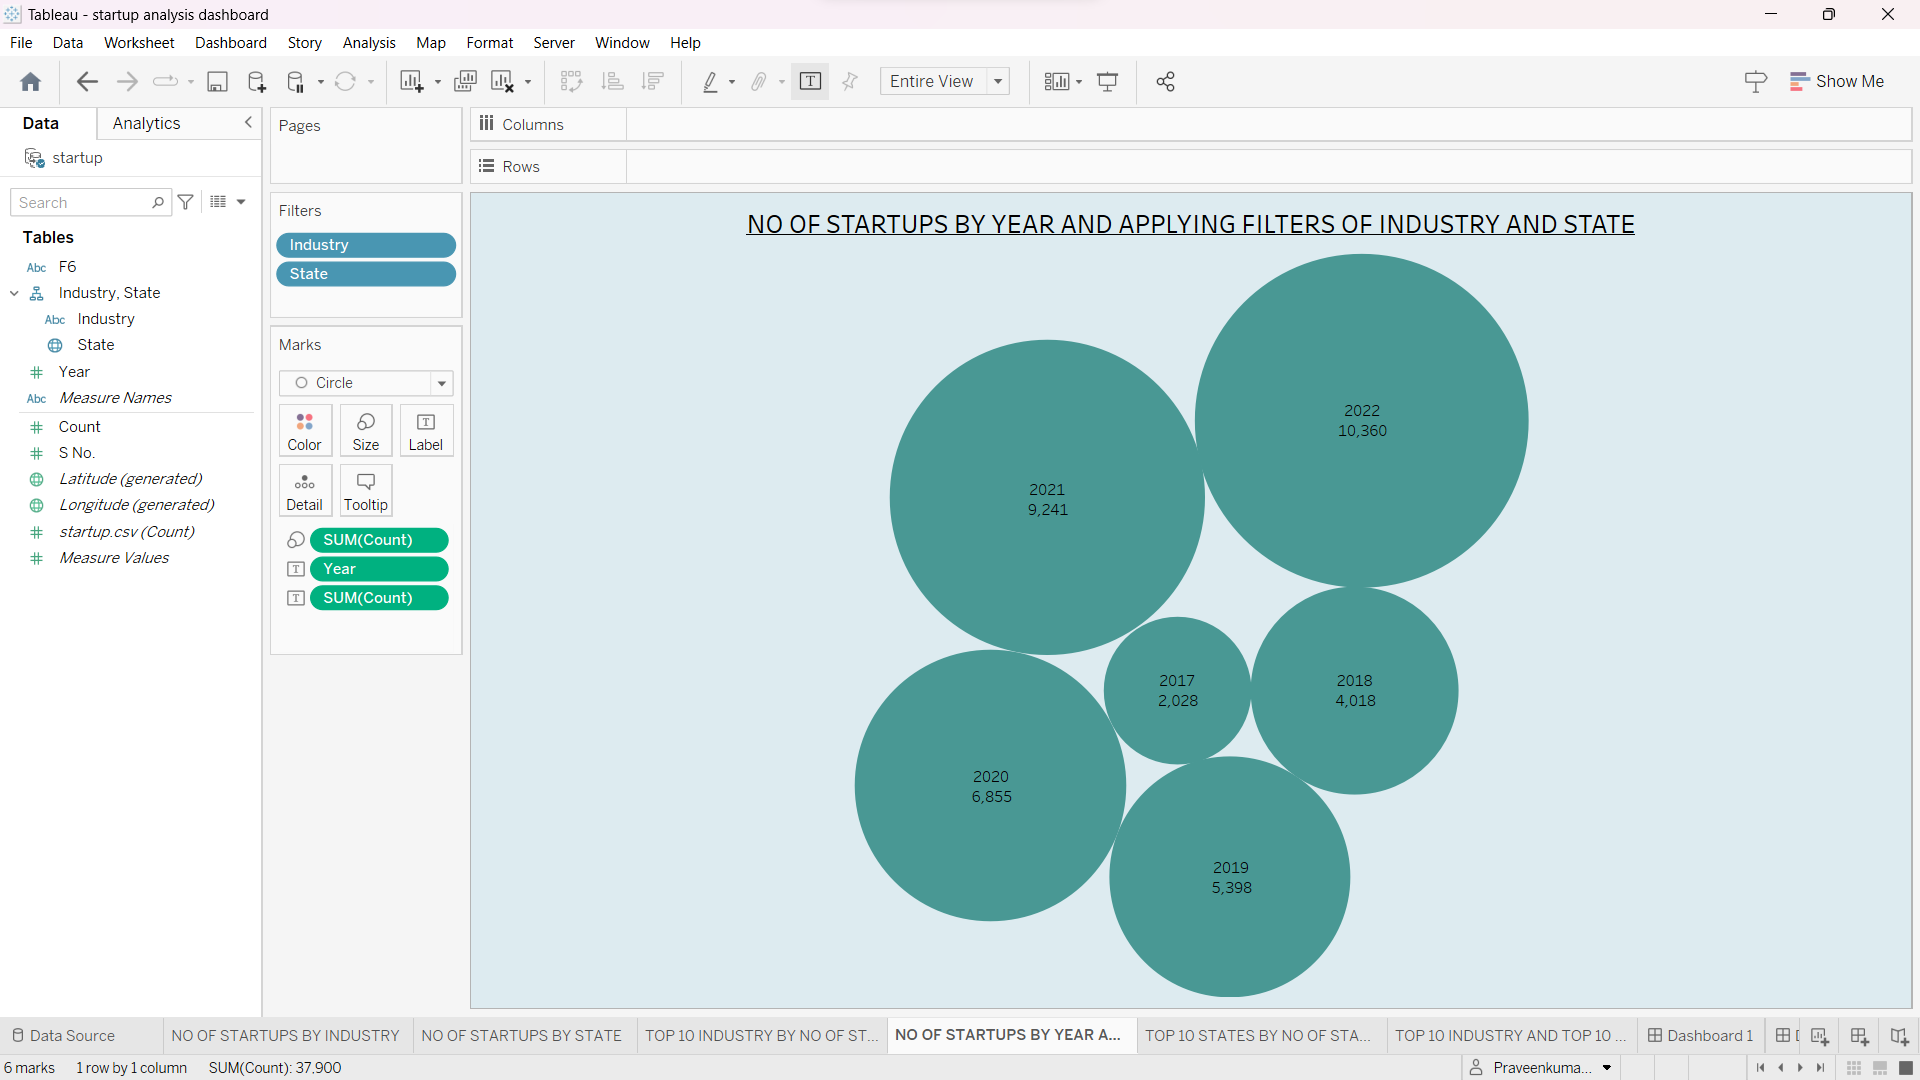 Tableau - startup analysis dashboard
File Data Worksheet Dashboard Story Analysis Map Format Server Window Help
Entire View
Show Me
Data Analytics
startup
Search
Tables
Abc F6
Industry, State
Abc Industry
State
Year
Abc Measure Names
Count
S No.
Latitude (generated)
Longitude (generated)
startup.csv (Count)
Measure Values
Pages
Filters
Industry
State
Marks
Circle
Color Size Label
Detail Tooltip
SUM(Count)
Year
SUM(Count)
Columns
Rows
NO OF STARTUPS BY YEAR AND APPLYING FILTERS OF INDUSTRY AND STATE
2022
10,360
2021
9,241
2017
2,028
2018
4,018
2020
6,855
2019
5,398
Data Source NO OF STARTUPS BY INDUSTRY NO OF STARTUPS BY STATE TOP 10 INDUSTRY BY NO OF ST... NO OF STARTUPS BY YEAR A... TOP 10 STATES BY NO OF STA... TOP 10 INDUSTRY AND TOP 10 ... Dashboard 1
6 marks 1 row by 1 column SUM(Count): 37,900 Praveenkuma...